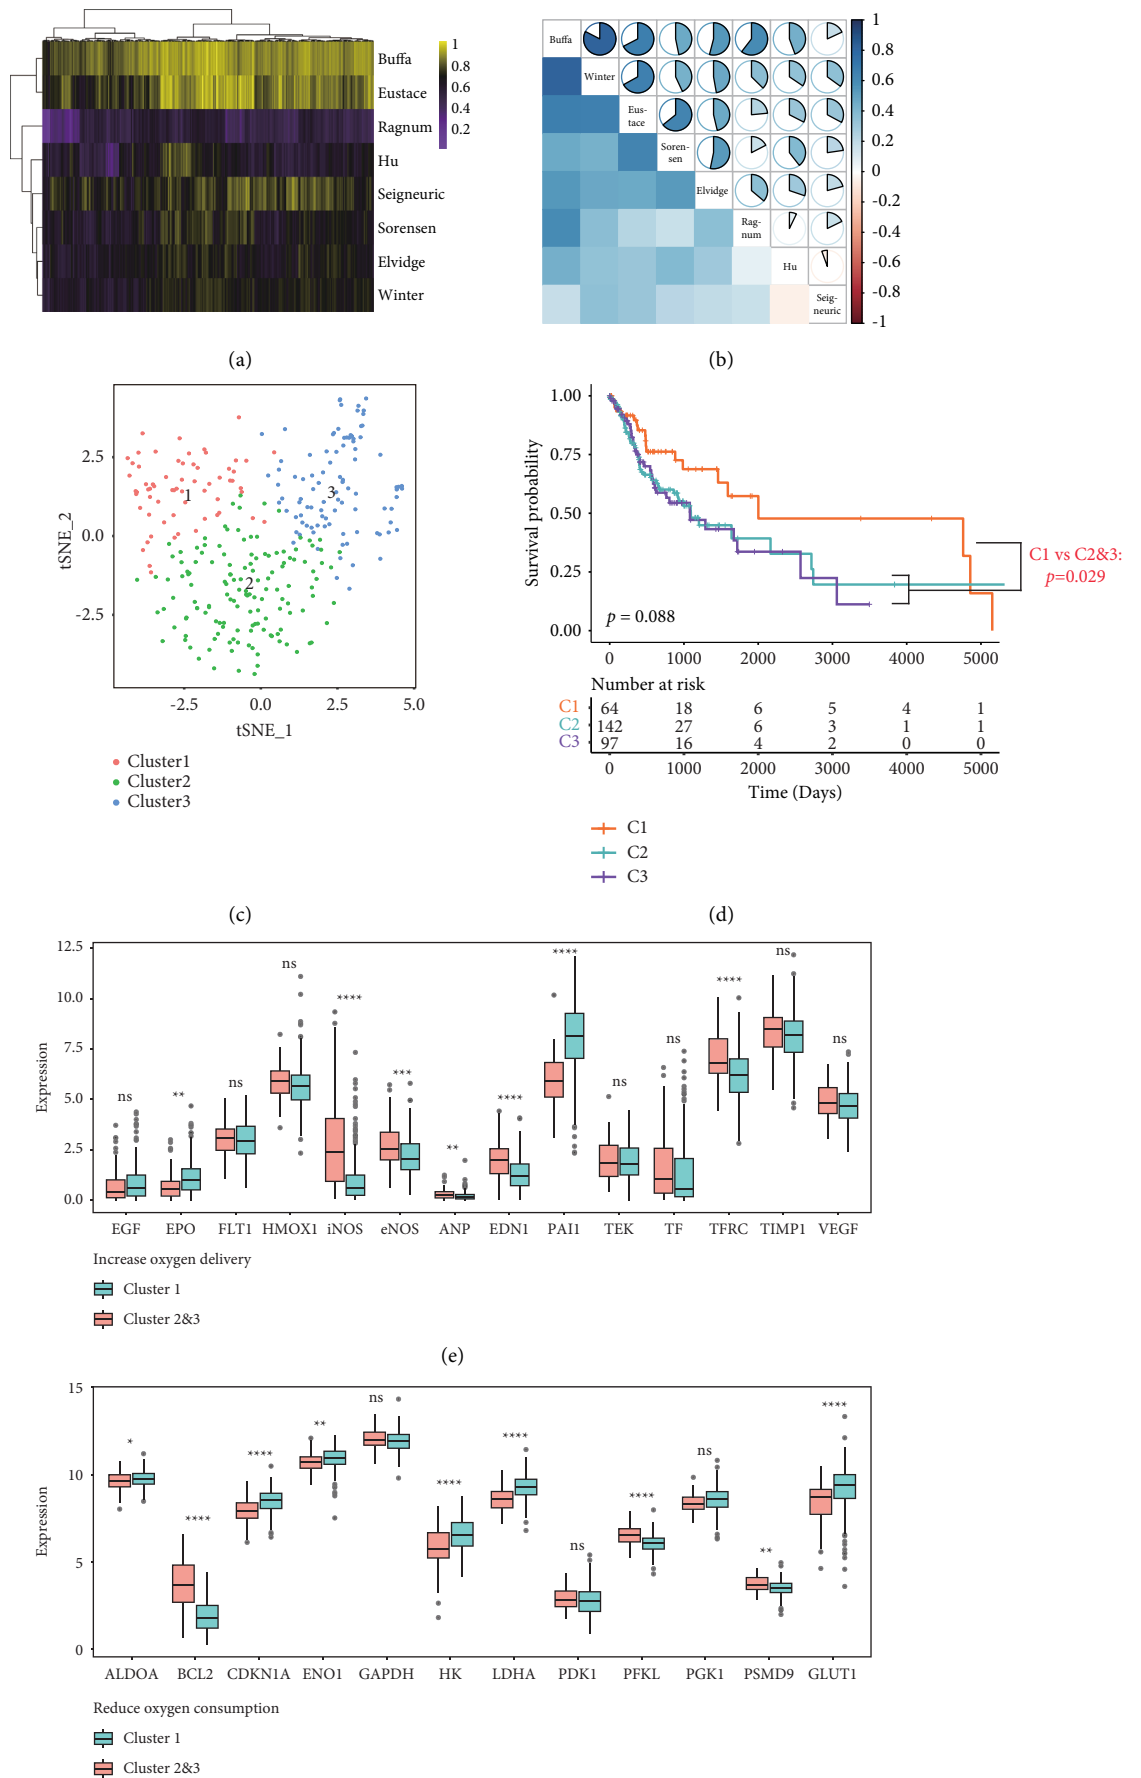 1
0.8
0.6
0.4
0.2
Buffa
Eustace
Ragnum
Hu
Seigneuric
Sorensen
Elvidge
Winter
(a)
Buffa
Winter
Eus-
tace
Soren-
sen
Elvidge
Rag-
num
Hu
Seig-
neuric
1
0.8
0.6
0.4
0.2
0
-0.2
-0.4
-0.6
-0.8
-1
(b)
tSNE_2
2.5
0.0
-2.5
1
2
3
-2.5 0.0 2.5 5.0
tSNE_1
Cluster1
Cluster2
Cluster3
(c)
Survival probability
1.00
0.75
0.50
0.25
0.00
p = 0.088
C1 vs C2&3:
p=0.029
0 1000 2000 3000 4000 5000
Number at risk
C1 64 18 6 5 4 1
C2 142 27 6 3 1 1
C3 97 16 4 2 0 0
0 1000 2000 3000 4000 5000
Time (Days)
C1
C2
C3
(d)
Expression
12.5
10.0
7.5
5.0
2.5
0.0
ns ** ns ns **** *** ** **** **** ns ns **** ns ns
EGF EPO FLT1 HMOX1 iNOS eNOS ANP EDN1 PAI1 TEK TF TFRC TIMP1 VEGF
Increase oxygen delivery
Cluster 1
Cluster 2&3
(e)
Expression
15
10
5
0
* **** **** ** ns **** **** ns **** ns ** ****
ALDOA BCL2 CDKN1A ENO1 GAPDH HK LDHA PDK1 PFKL PGK1 PSMD9 GLUT1
Reduce oxygen consumption
Cluster 1
Cluster 2&3